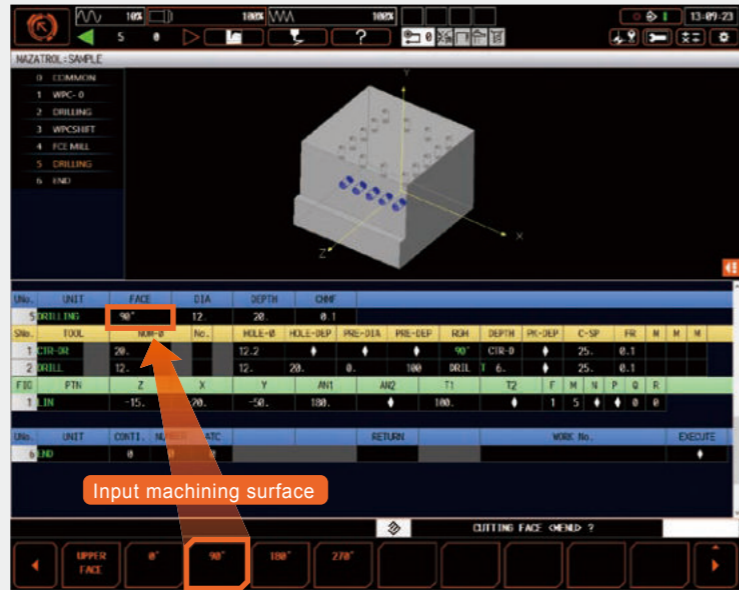 10% 100% 100% 13-09-23
5 0 ? 0
MAZATROL:SAMPLE
0 COMMON
1 WPC- 0
2 DRILLING
3 WPCSHIFT
4 FCE MILL
5 DRILLING
6 END
Y
X
Z
UNo. UNIT FACE DIA DEPTH CHMF
5 DRILLING 90° 12. 20. 0.1
SNo. TOOL NOM-Ø No. HOLE-Ø HOLE-DEP PRE-DIA PRE-DEP RGH DEPTH PK-DEP C-SP FR M M M
1 CTR-DR 20. 12.2 ♦ ♦ ♦ 90° CTR-D ♦ 25. 0.1
2 DRILL 12. 12. 20. 0. 100 DRIL T 6. ♦ 25. 0.1
FIG PTN Z X Y AN1 AN2 T1 T2 F M N P Q R
1 LIN -15. 20. -50. 180. ♦ 100. ♦ 1 5 ♦ ♦ 0 0
UNo. UNIT CONTI. NUMBER ATC RETURN WORK No. EXECUTE
6 END 0 0 0 ♦
Input machining surface
CUTTING FACE <MENU> ?
UPPER FACE 0° 90° 180° 270°